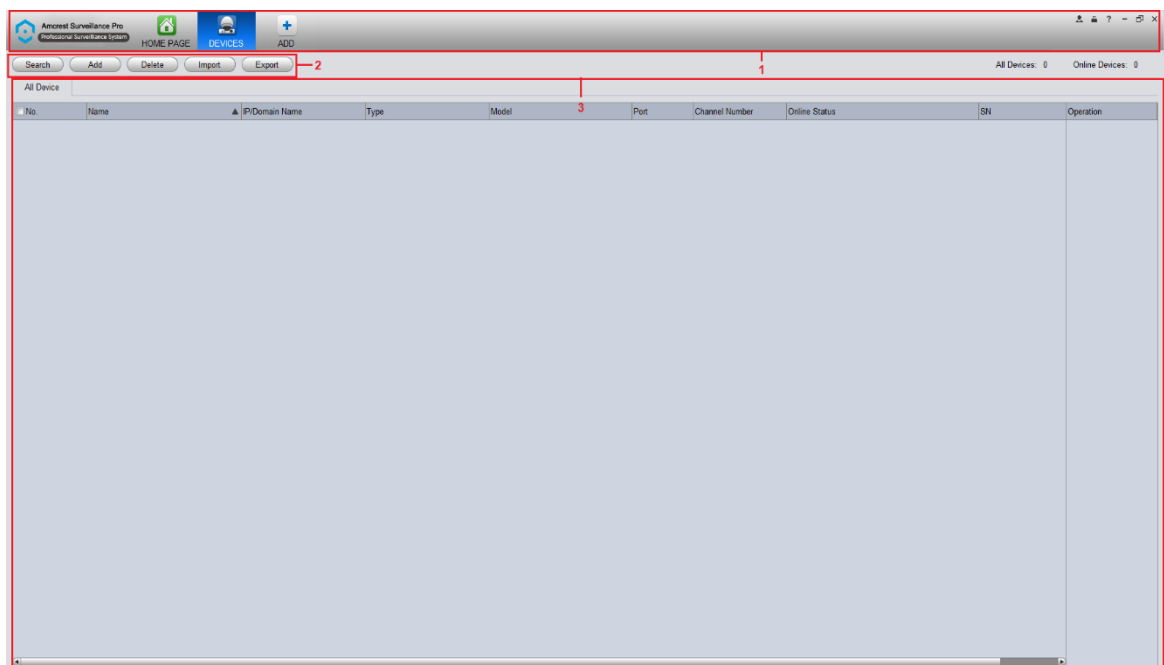 Amcrest Surveillance Pro
Professional Surveillance System
HOME PAGE DEVICES ADD
? 
1
Search Add Delete Import Export 2 All Devices: 0 Online Devices: 0
All Device
3
No. Name IP/Domain Name Type Model Port Channel Number Online Status SN Operation